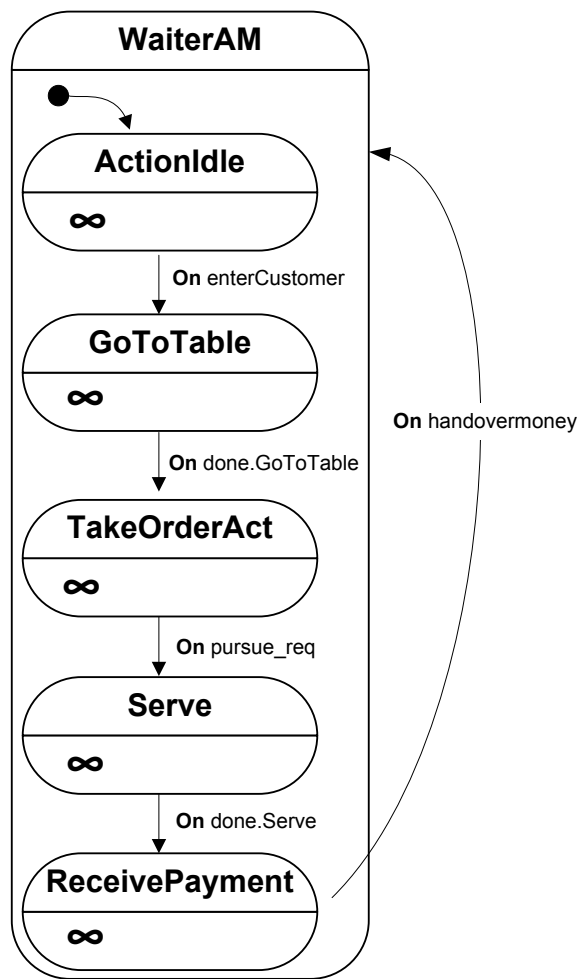 WaiterAM
ActionIdle
∞
On enterCustomer
GoToTable
∞
On handovermoney
On done.GoToTable
TakeOrderAct
∞
On pursue_req
Serve
∞
On done.Serve
ReceivePayment
∞